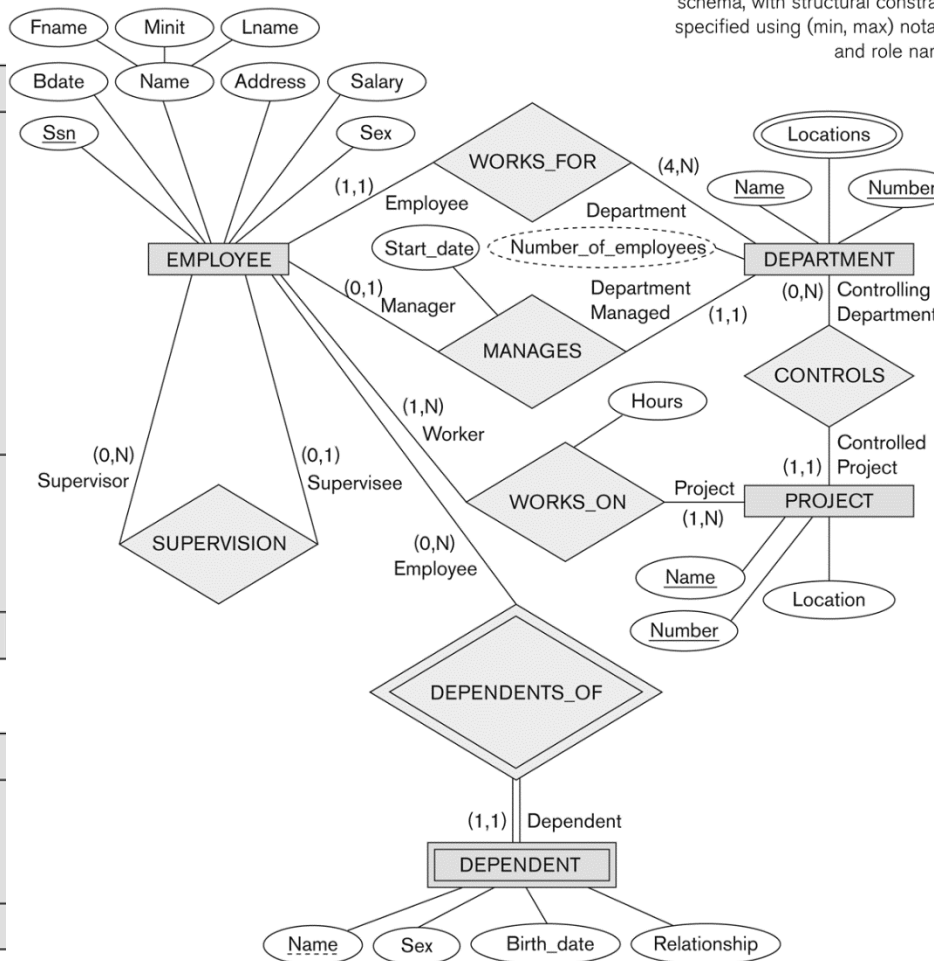 schema, with structural constra
specified using (min, max) nota
and role nar
Fname
Minit
Lname
Bdate
Name
Address
Salary
Ssn
Sex
WORKS_FOR
(1,1)
Employee
(4,N)
Department
Locations
Name
Number
EMPLOYEE
Start_date
Number_of_employees
DEPARTMENT
(0,1)
Manager
MANAGES
Department
Managed
(1,1)
(0,N)
Controlling
Department
CONTROLS
(1,N)
Worker
Hours
(0,N)
Supervisor
(0,1)
Supervisee
SUPERVISION
WORKS_ON
Project
(1,N)
Controlled
Project
(1,1)
PROJECT
Name
Number
Location
(0,N)
Employee
DEPENDENTS_OF
(1,1)
Dependent
DEPENDENT
Name
Sex
Birth_date
Relationship